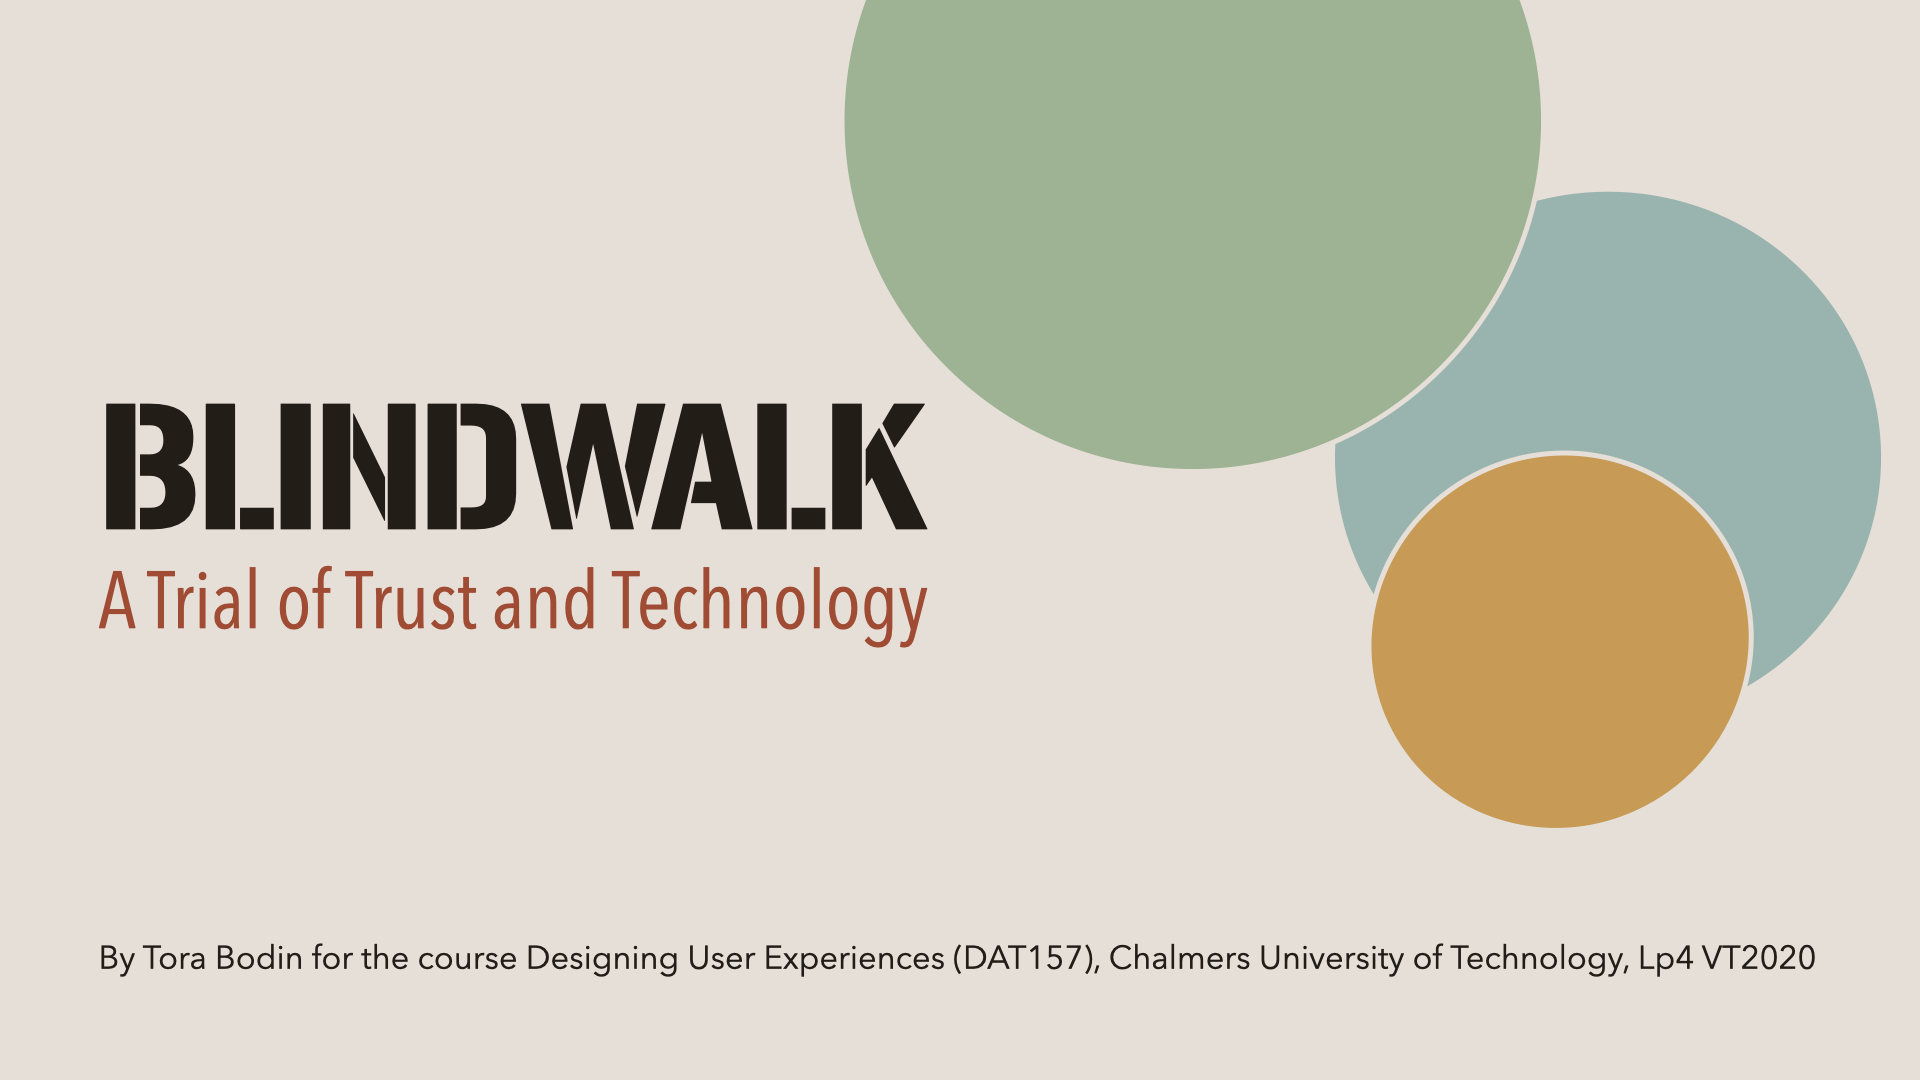 BLINDWALK
A Trial of Trust and Technology
By Tora Bodin for the course Designing User Experiences (DAT157), Chalmers University of Technology, Lp4 VT2020